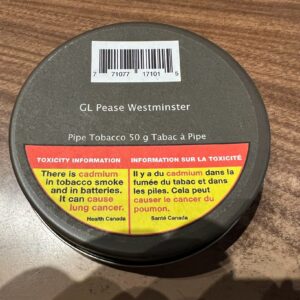 7 71077 17101 5
GL Pease Westminster
Pipe Tobacco 50 g Tabac à Pipe
TOXICITY INFORMATION
There is cadmium
in tobacco smoke
and in batteries.
It can cause
lung cancer.
Health Canada
INFORMATION SUR LA TOXICITÉ
Il y a du cadmium dans la
fumée du tabac et dans
les piles. Cela peut
causer le cancer du
poumon.
Santé Canada